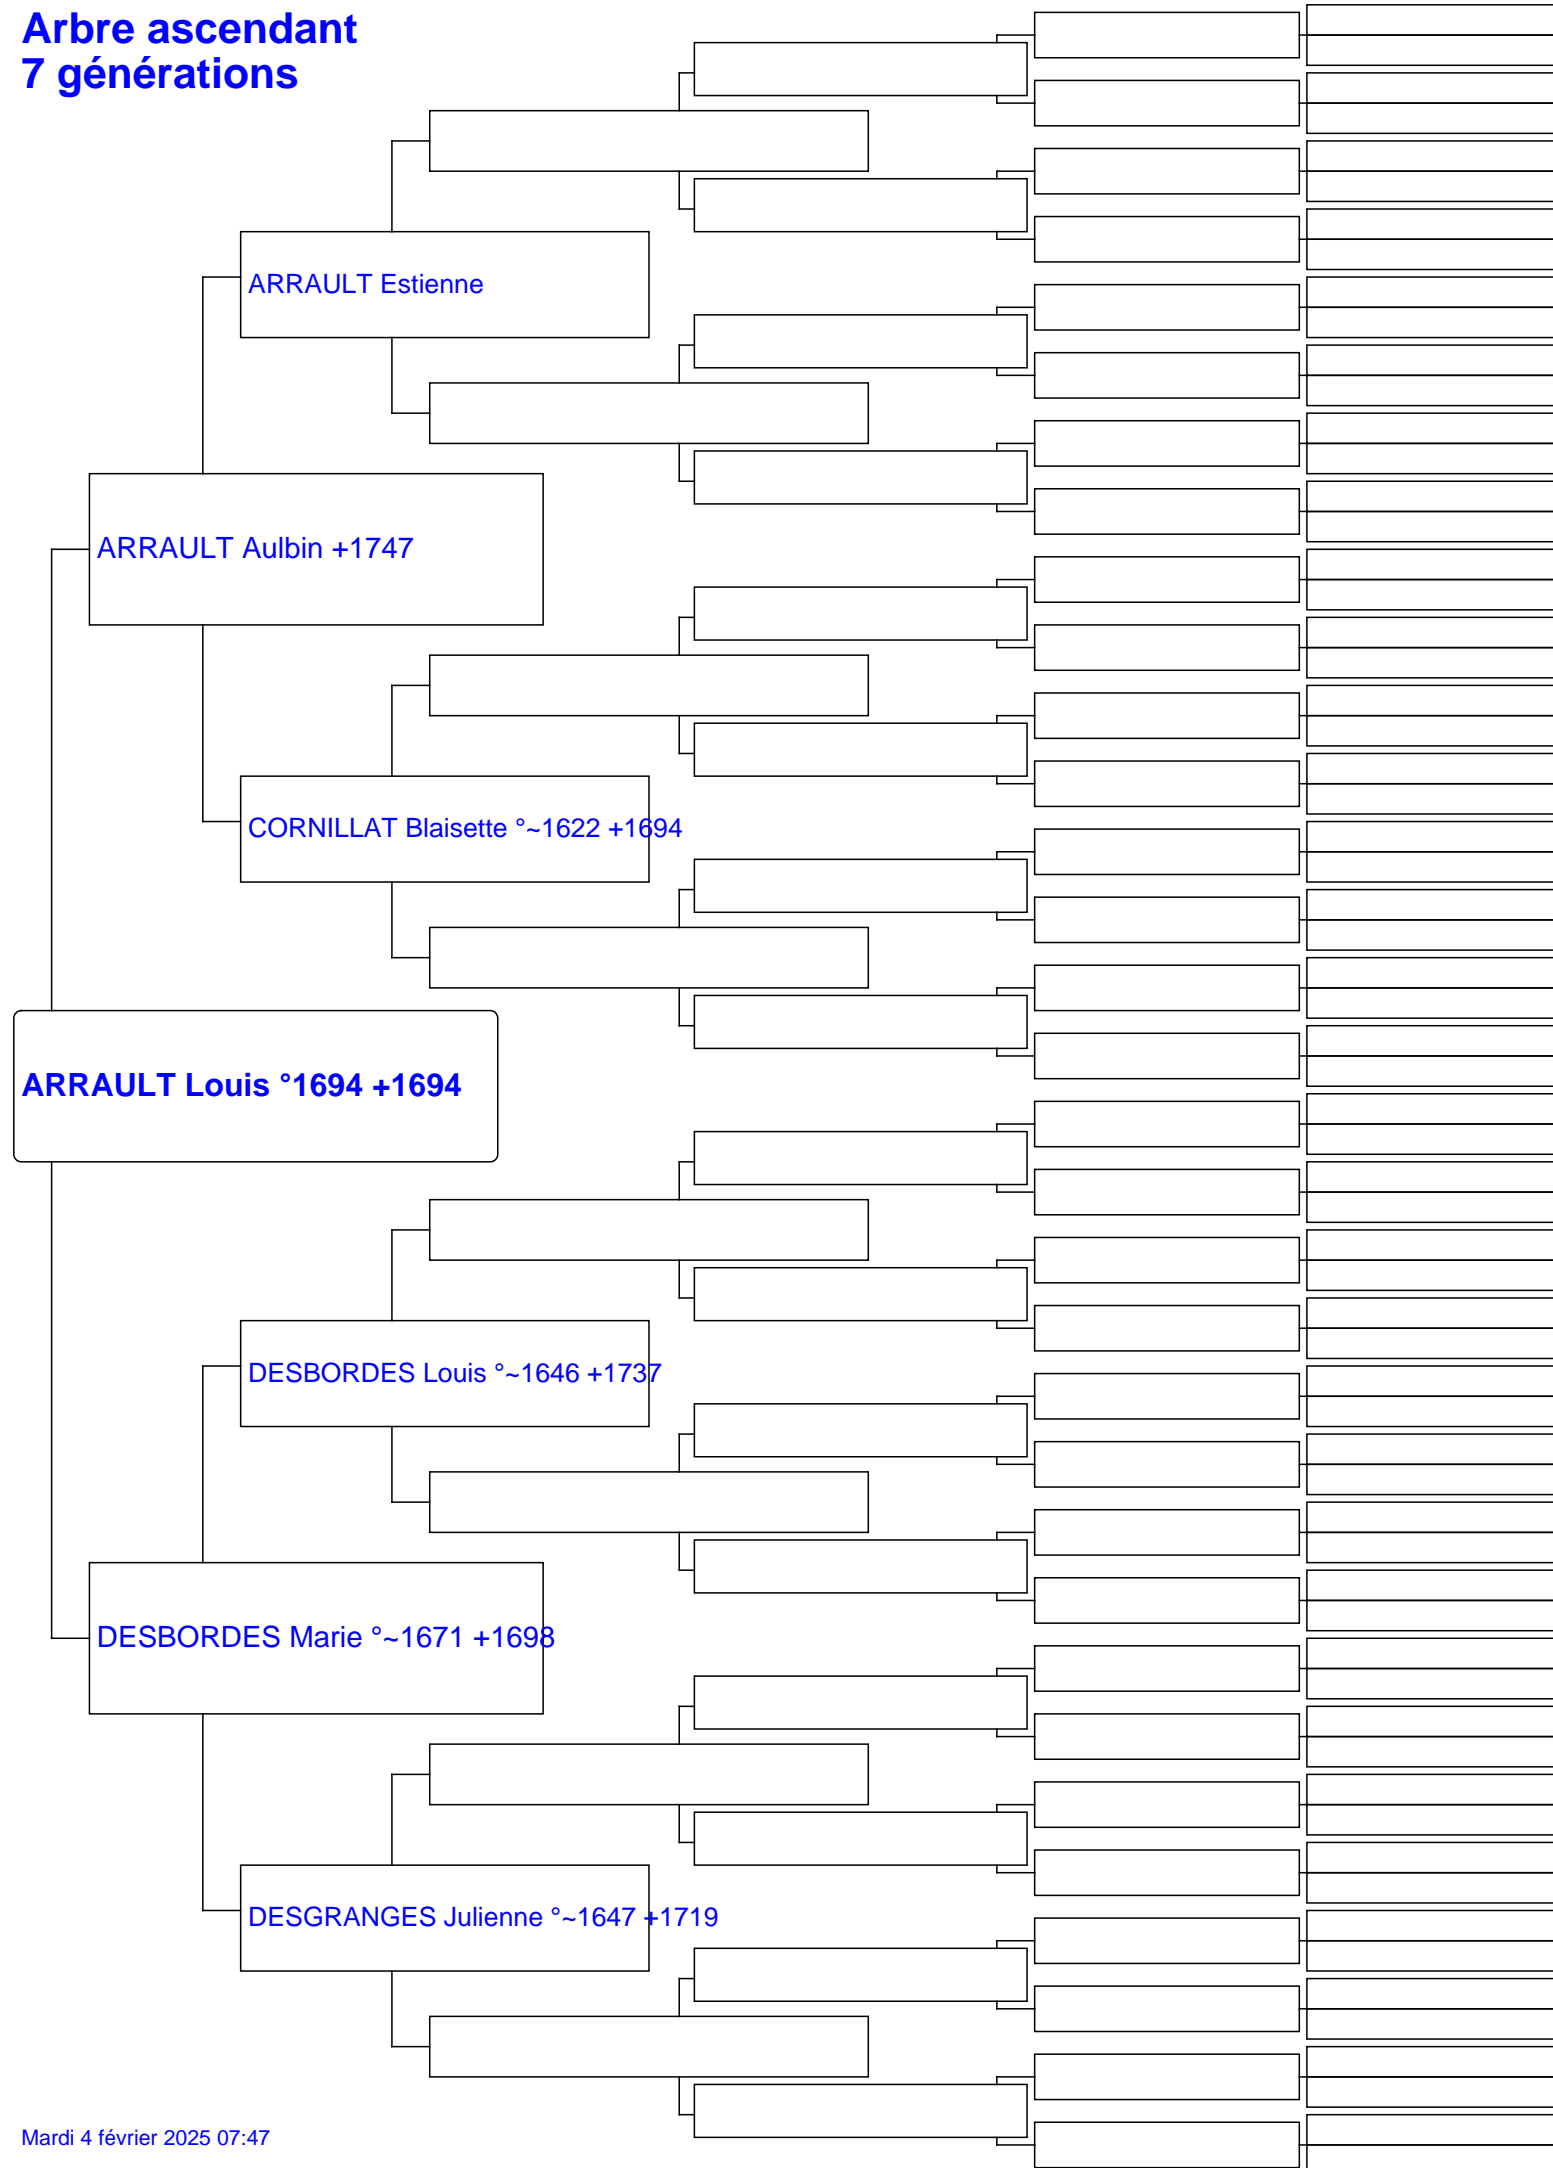 Arbre ascendant
7 générations
ARRAULT Estienne
ARRAULT Aulbin +1747
CORNILLAT Blaisette °~1622 +1694
ARRAULT Louis °1694 +1694
DESBORDES Louis °~1646 +1737
DESBORDES Marie °~1671 +1698
DESGRANGES Julienne °~1647 +1719
Mardi 4 février 2025 07:47